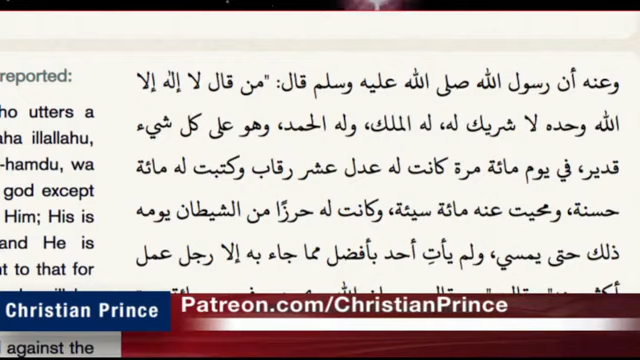 reported:
ho utters a
aha illallahu,
-hamdu, wa
god except
Him; His is
and He is
nt to that for
against the
وعنه أن رسول الله صلى الله عليه وسلم قال: "من قال لا إله إلا
الله وحده لا شريك له، له الملك، وله الحمد، وهو على كل شيء
قدير، في يوم مائة مرة كانت له عدل عشر رقاب وكتبت له مائة
حسنة، ومحيت عنه مائة سيئة، وكانت له حرزًا من الشيطان يومه
ذلك حتى يمسي، ولم يأتِ أحد بأفضل مما جاء به إلا رجل عمل
Christian Prince
Patreon.com/ChristianPrince